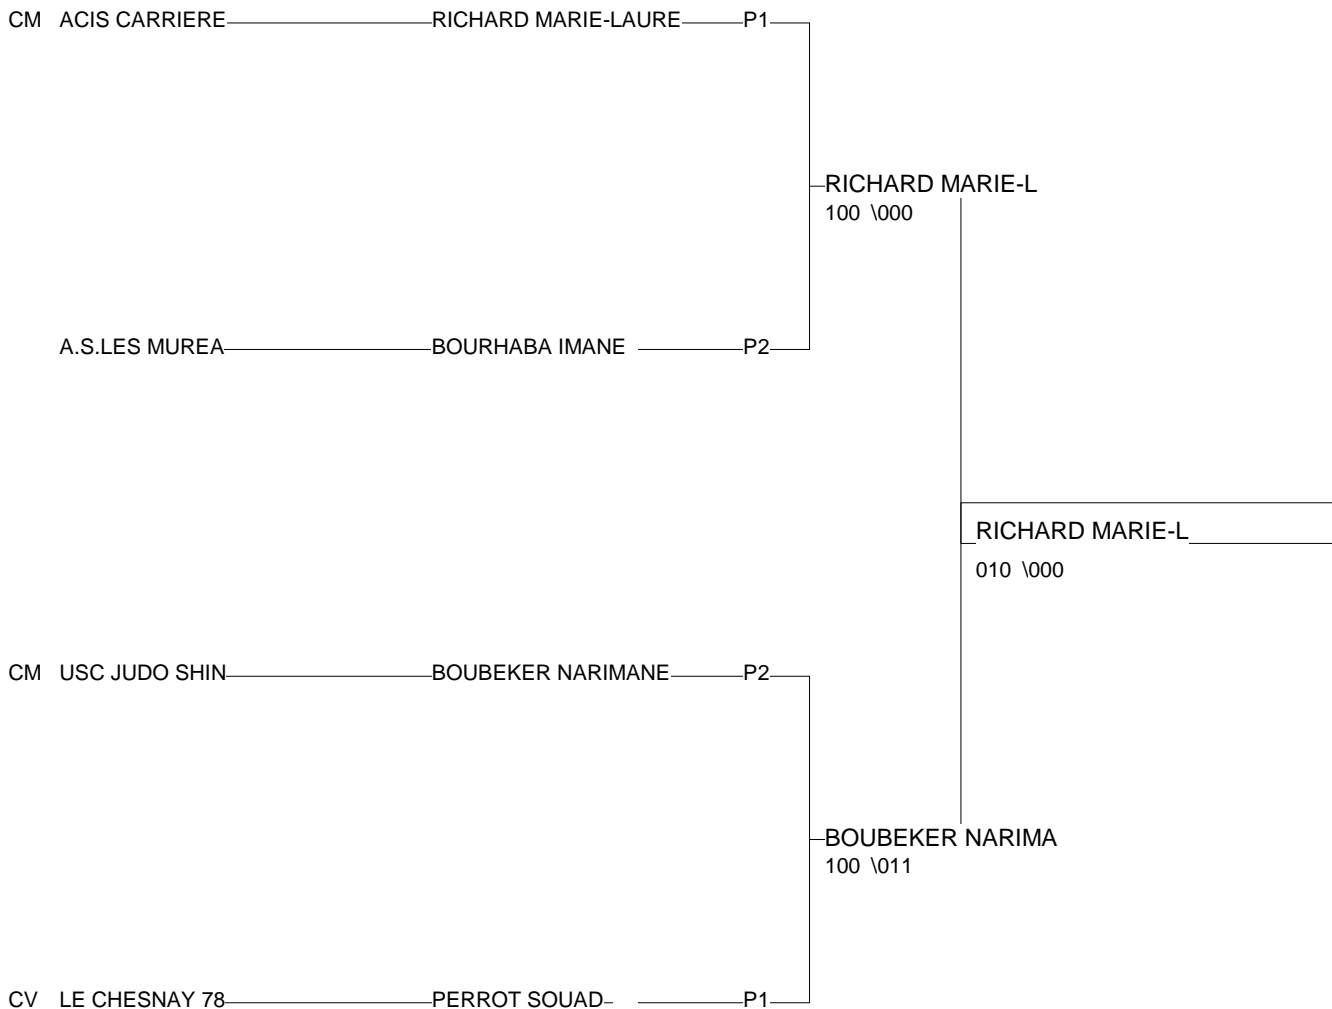 CM ACIS CARRIERE RICHARD MARIE-LAURE P1
RICHARD MARIE-L
100 \000
A.S.LES MUREA BOURHABA IMANE P2
RICHARD MARIE-L
010 \000
CM USC JUDO SHIN BOUBEKER NARIMANE P2
BOUBEKER NARIMA
100 \011
CV LE CHESNAY 78 PERROT SOUAD P1